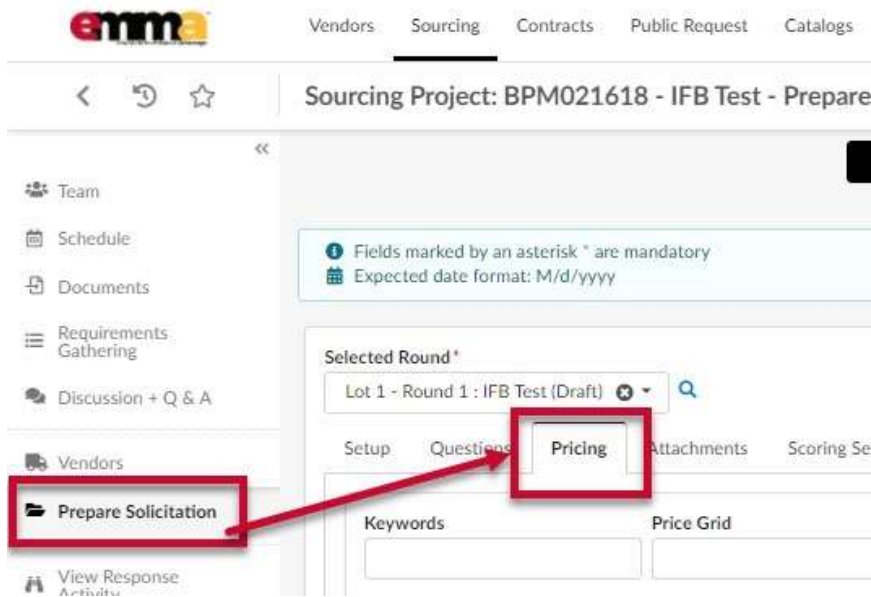 emma
Vendors Sourcing Contracts Public Request Catalogs
Sourcing Project: BPM021618 - IFB Test - Prepare
Team
Schedule
Documents
Requirements
Gathering
Discussion + Q & A
Vendors
Prepare Solicitation
View Response
Activity
Fields marked by an asterisk * are mandatory
Expected date format: M/d/yyyy
Selected Round*
Lot 1 - Round 1 : IFB Test (Draft)
Setup Questions Pricing Attachments Scoring Se
Keywords Price Grid